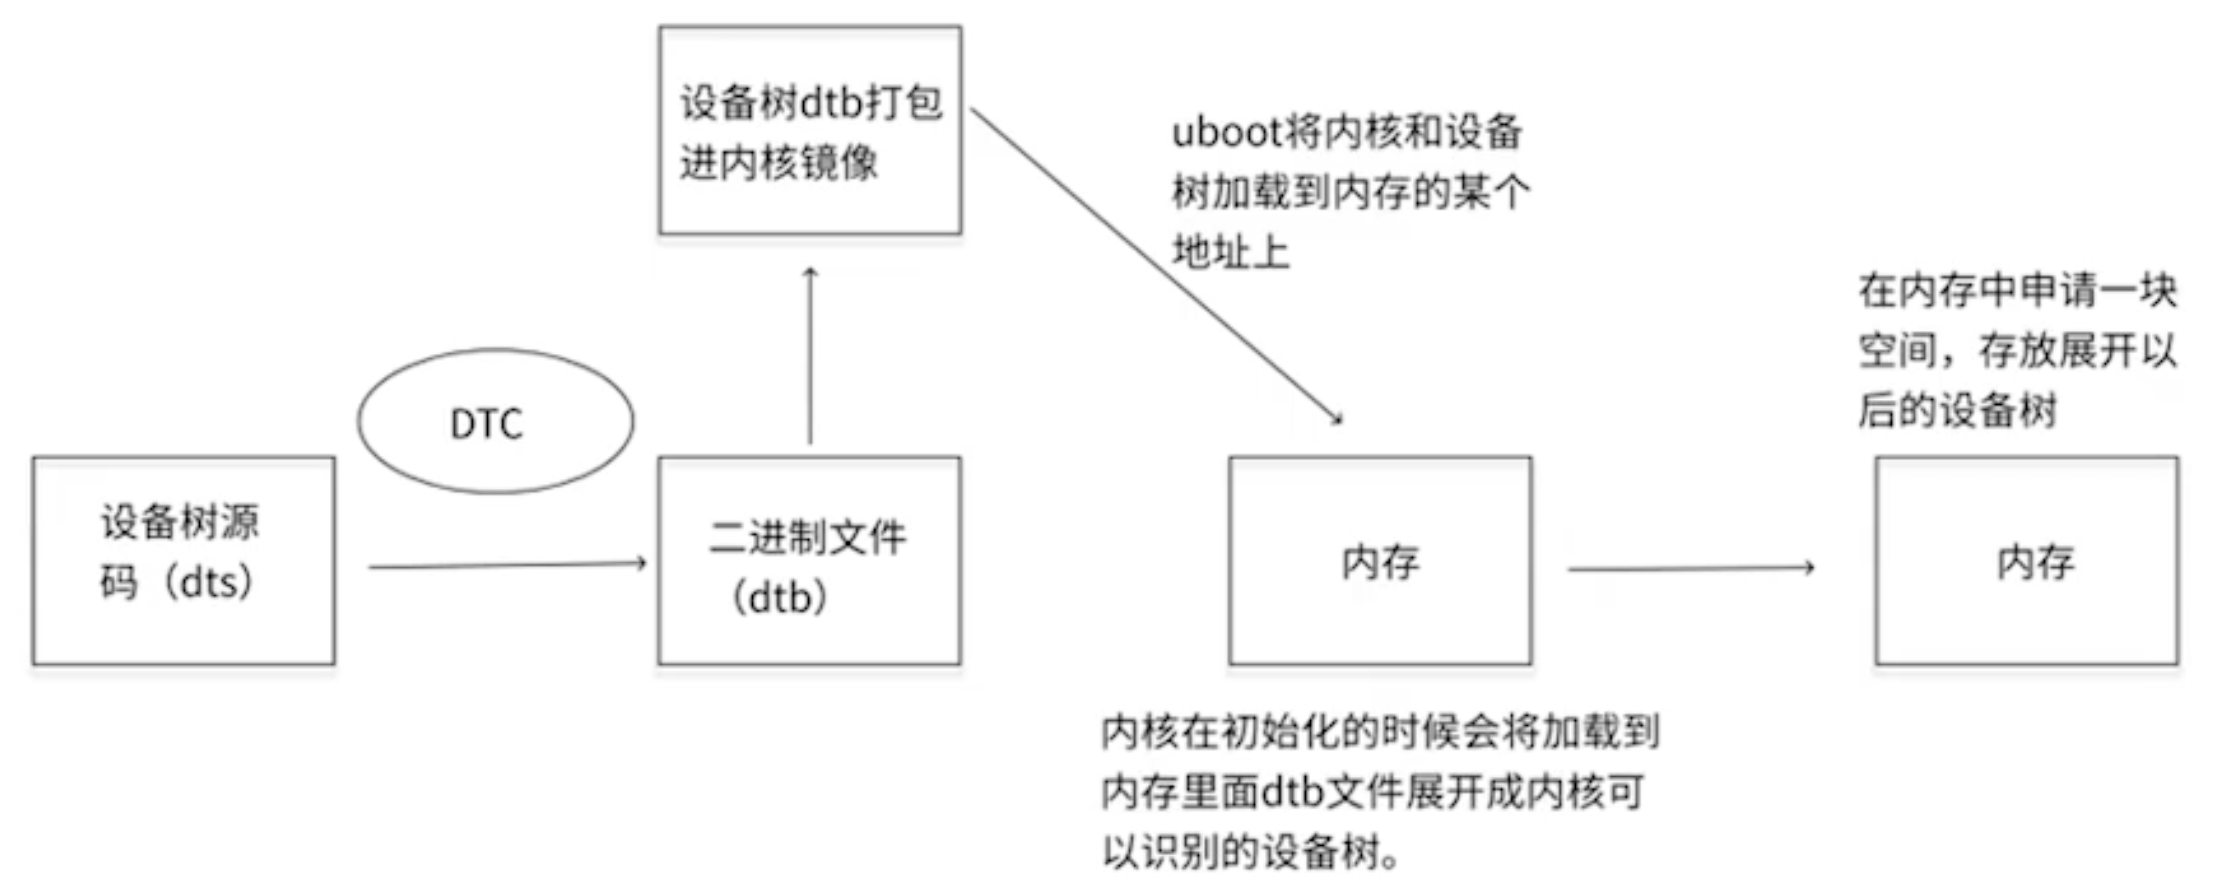 设备树dtb打包
进内核镜像
uboot将内核和设备
树加载到内存的某个
地址上
在内存中申请一块
空间，存放展开以
后的设备树
DTC
设备树源
码（dts）
二进制文件
（dtb）
内存
内存
内核在初始化的时候会将加载到
内存里面dtb文件展开成内核可
以识别的设备树。